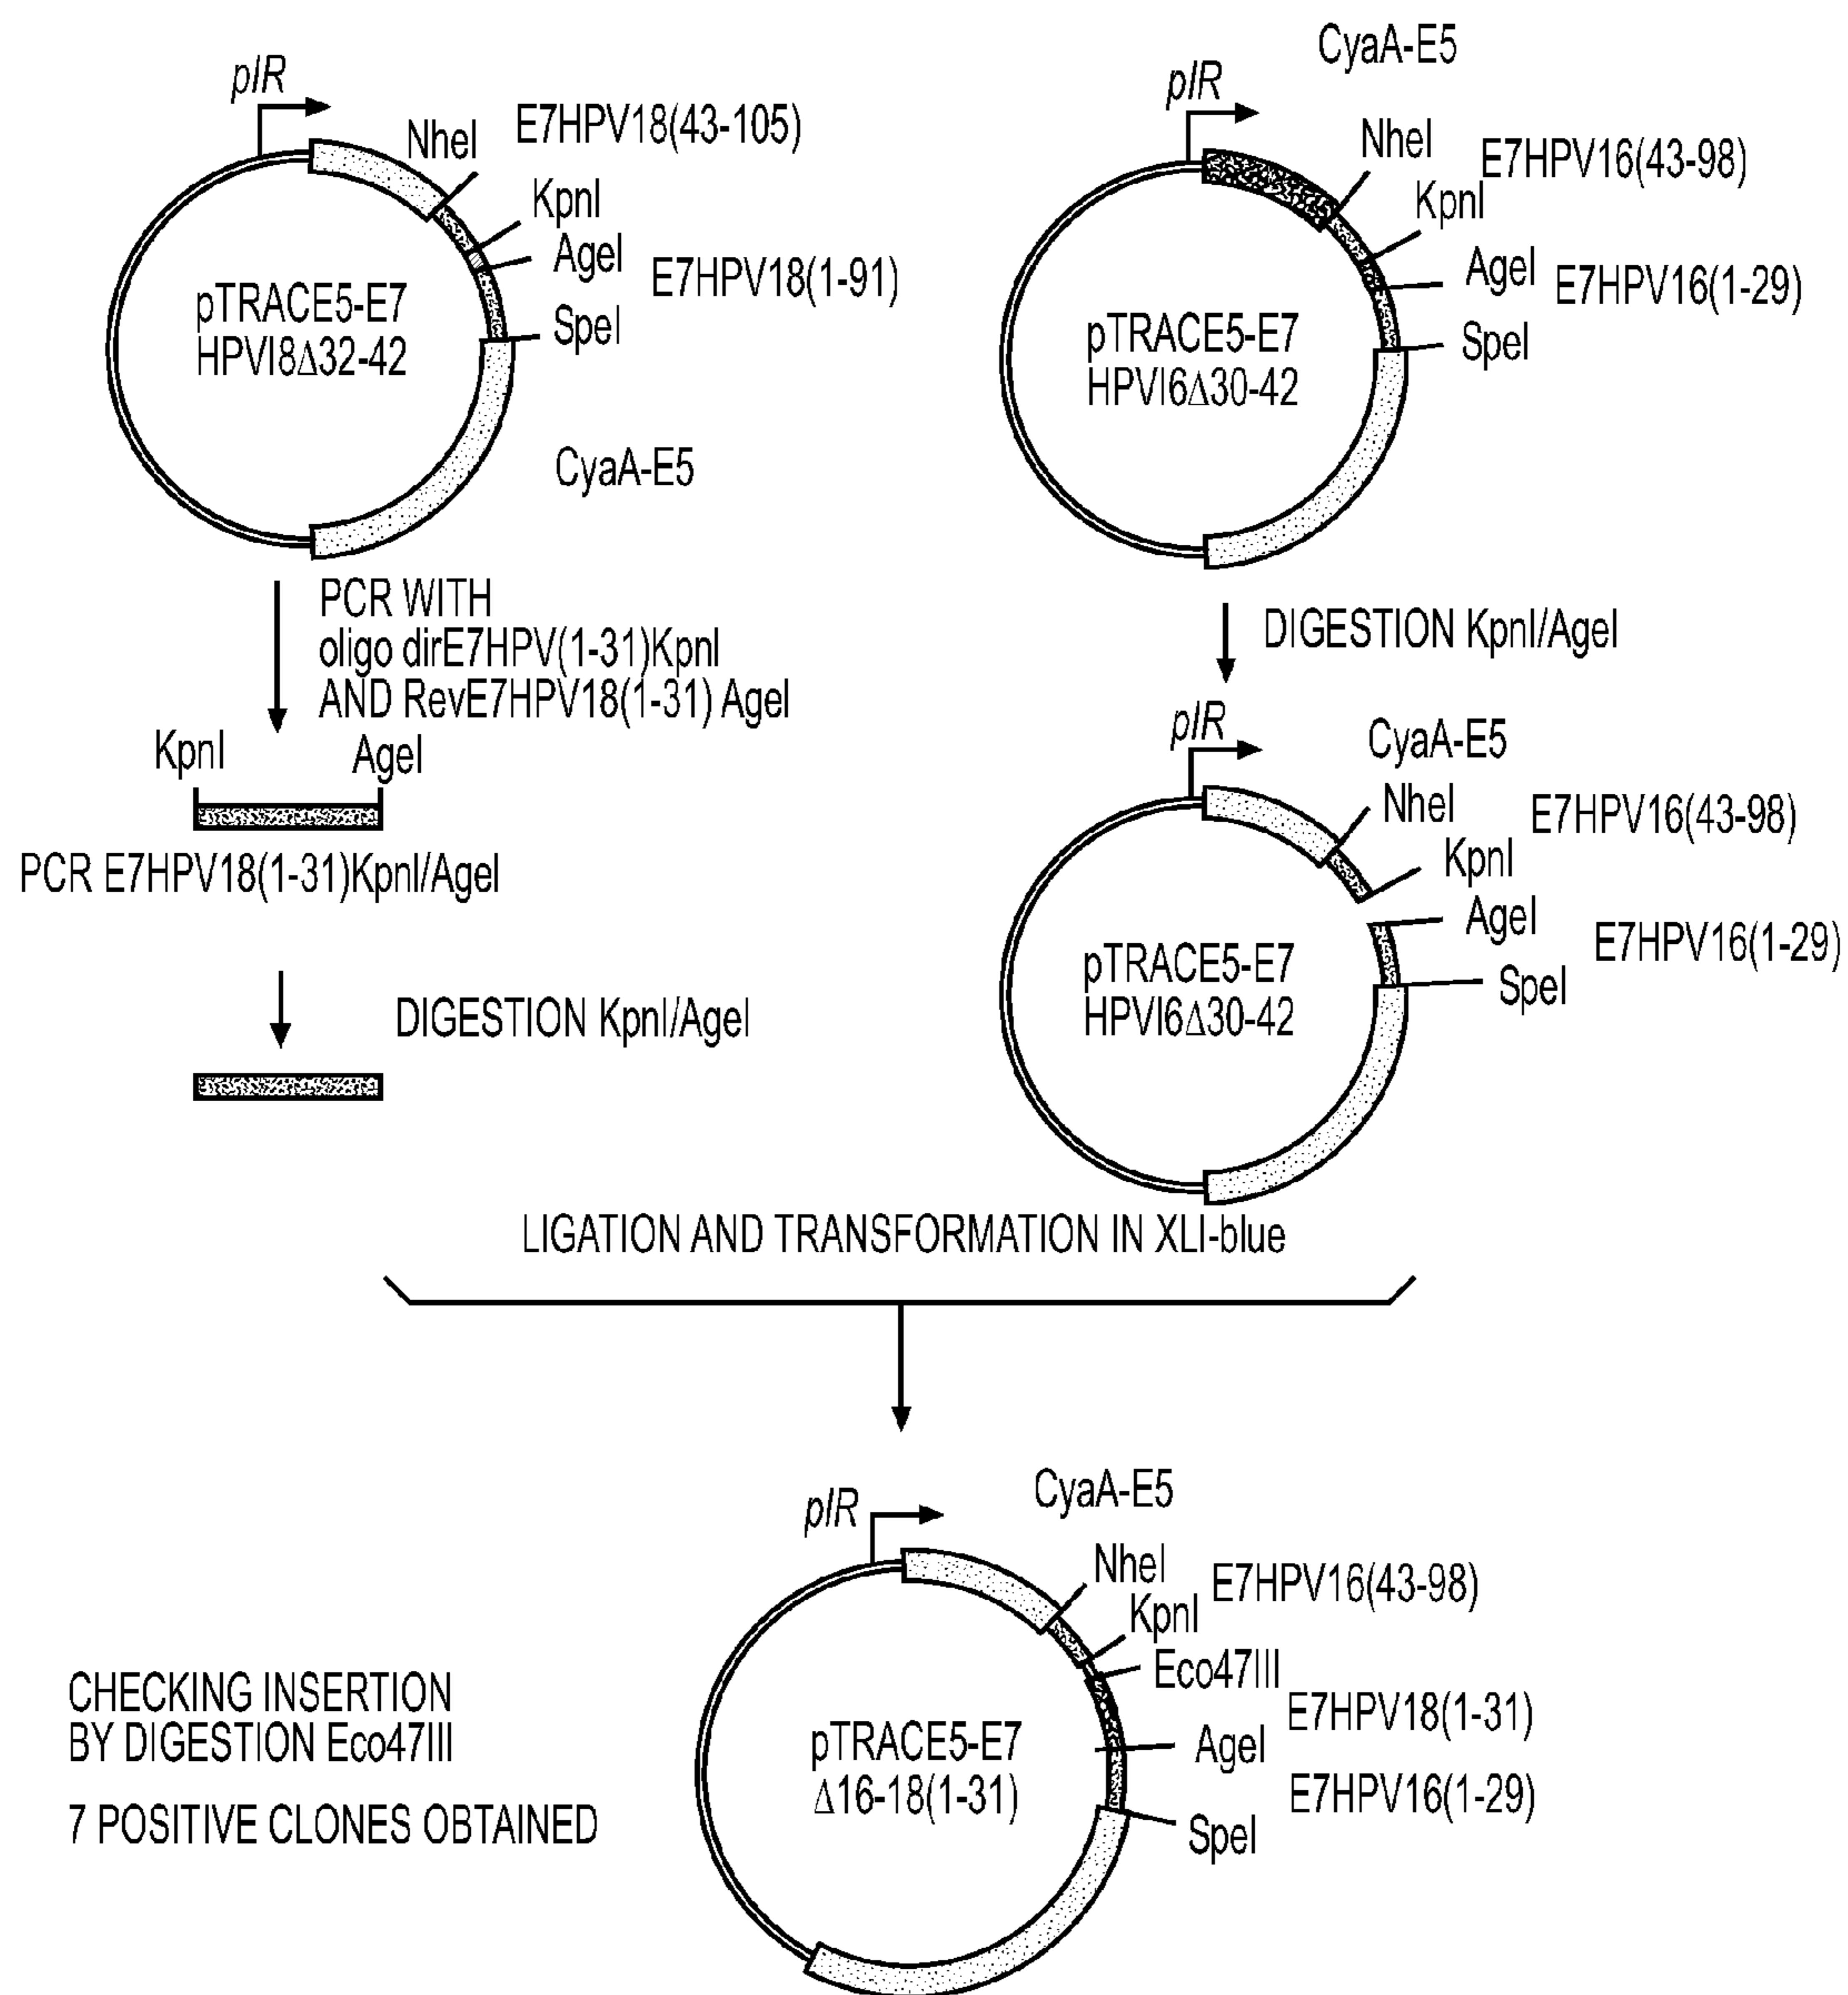 pIR
NheI
E7HPV18(43-105)
KpnI
AgeI
E7HPV18(1-91)
SpeI
pTRACE5-E7
HPVI8Δ32-42
CyaA-E5
CyaA-E5
pIR
NheI
E7HPV16(43-98)
KpnI
AgeI
E7HPV16(1-29)
SpeI
pTRACE5-E7
HPVI6Δ30-42
PCR WITH
oligo dirE7HPV(1-31)KpnI
AND RevE7HPV18(1-31) AgeI
KpnI
AgeI
PCR E7HPV18(1-31)KpnI/AgeI
DIGESTION KpnI/AgeI
DIGESTION KpnI/AgeI
pIR
CyaA-E5
NheI
E7HPV16(43-98)
KpnI
AgeI
E7HPV16(1-29)
SpeI
pTRACE5-E7
HPVI6Δ30-42
LIGATION AND TRANSFORMATION IN XLI-blue
pIR
CyaA-E5
NheI
E7HPV16(43-98)
KpnI
Eco47III
E7HPV18(1-31)
AgeI
E7HPV16(1-29)
SpeI
pTRACE5-E7
Δ16-18(1-31)
CHECKING INSERTION
BY DIGESTION Eco47III
7 POSITIVE CLONES OBTAINED